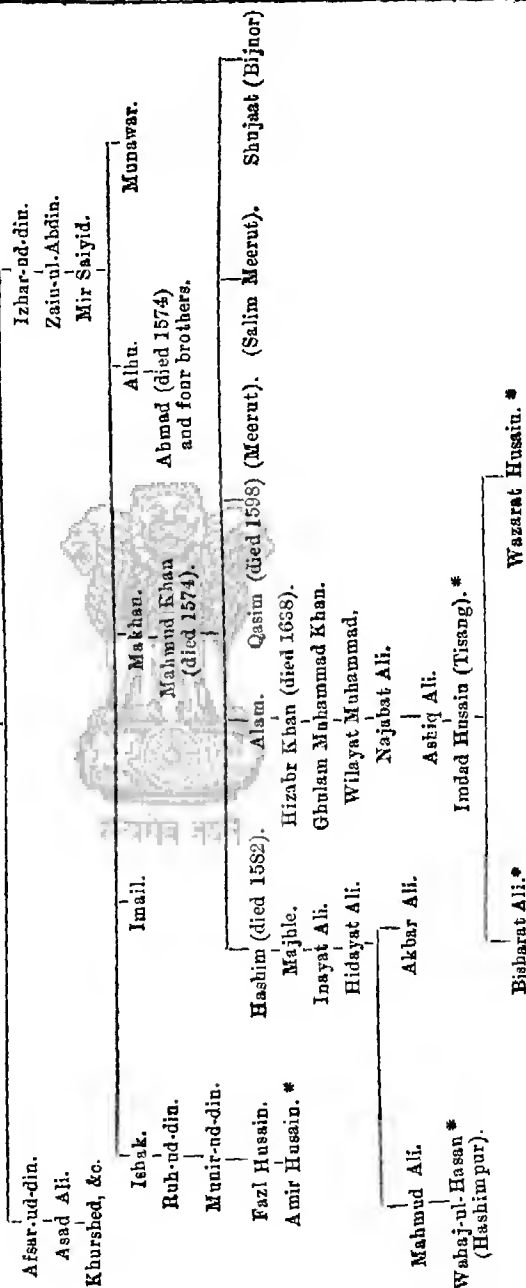 Afsar-ud-din.
Asad Ali.
Khurshed, &c.
Izhar-ud-din.
Zain-ul-Abdin.
Mir Saiyid.
Ishak.
Imail.
Makhan.
Alhu.
Munawar.
Ruh-ud-din.
Munir-ud-din.
Fazl Husain.
Amir Husain. *
Mahmud Khan
(died 1574).
Ahmad (died 1574)
and four brothers.
Hashim (died 1582).
Alam.
Qasim (died 1598) (Meerut).
(Salim Meerut).
Shujaat (Bijnor)
Majhle.
Inayat Ali.
Hidayat Ali.
Hizabr Khan (died 1638).
Ghulam Muhammad Khan.
Wilayat Muhammad.
Najabat Ali.
Ashiq Ali.
Imdad Husain (Tisang). *
Mahmud Ali.
Akbar Ali.
Wahaj-ul-Hasan *
(Hashimpur).
Bisharat Ali. *
Wazarat Husain. *
सत्यमेव जयते